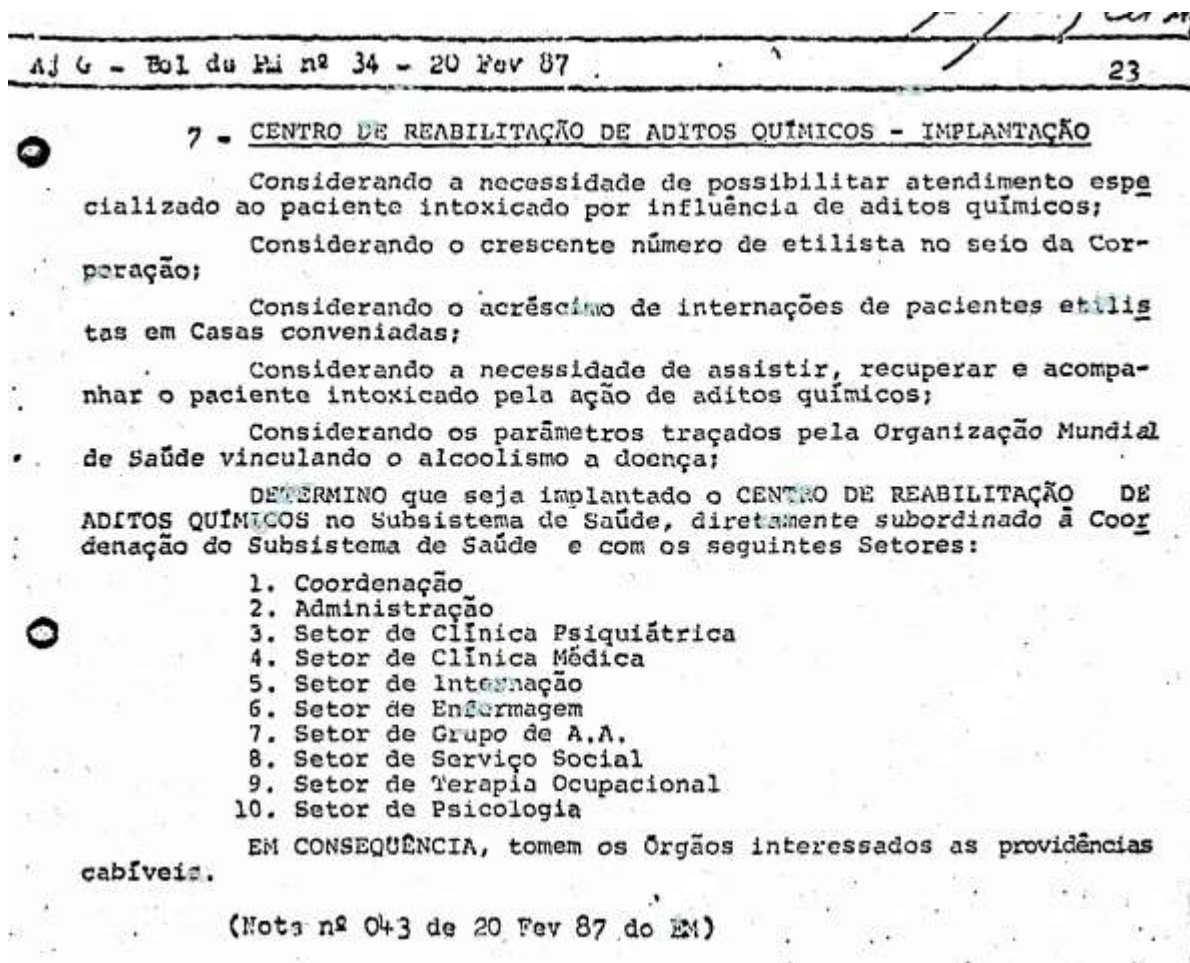 Aj G - Bol da PM nº 34 - 20 Fev 87 23
7 - CENTRO DE REABILITAÇÃO DE ADITOS QUÍMICOS - IMPLANTAÇÃO
Considerando a necessidade de possibilitar atendimento espe
cializado ao paciente intoxicado por influência de aditos químicos;
Considerando o crescente número de etilista no seio da Cor-
poração;
Considerando o acréscimo de internações de pacientes etilis
tas em Casas conveniadas;
Considerando a necessidade de assistir, recuperar e acompa-
nhar o paciente intoxicado pela ação de aditos químicos;
Considerando os parâmetros traçados pela Organização Mundial
de Saúde vinculando o alcoolismo a doença;
DETERMINO que seja implantado o CENTRO DE REABILITAÇÃO DE
ADITOS QUÍMICOS no Subsistema de Saúde, diretamente subordinado à Coor
denação do Subsistema de Saúde e com os seguintes Setores:
1. Coordenação
2. Administração
3. Setor de Clínica Psiquiátrica
4. Setor de Clínica Médica
5. Setor de Internação
6. Setor de Enfermagem
7. Setor de Grupo de A.A.
8. Setor de Serviço Social
9. Setor de Terapia Ocupacional
10. Setor de Psicologia
EM CONSEQÜÊNCIA, tomem os Órgãos interessados as providências
cabíveis.
(Nota nº 043 de 20 Fev 87 do EM)